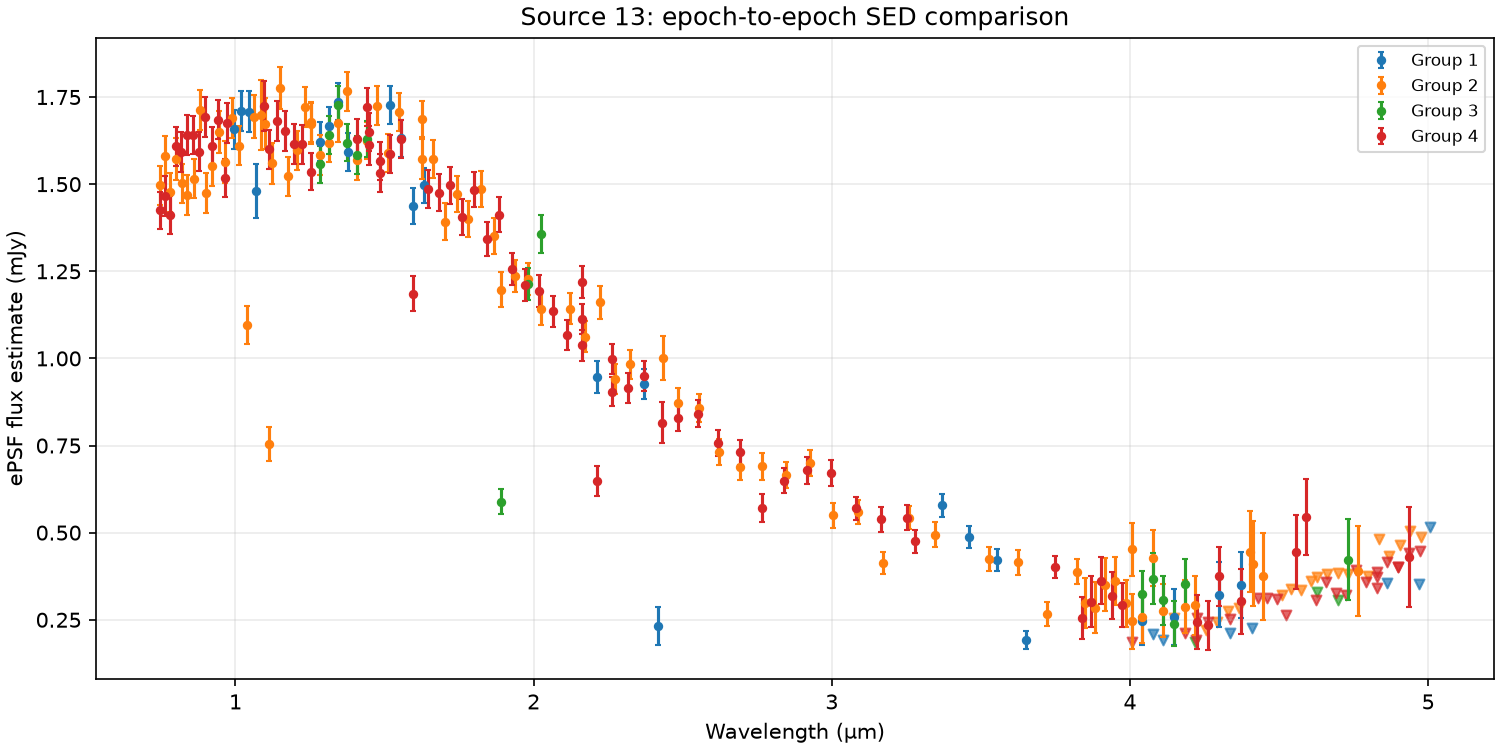 Source 13: epoch-to-epoch SED comparison
ePSF flux estimate (mJy)
1.75
1.50
1.25
1.00
0.75
0.50
0.25
Group 1
Group 2
Group 3
Group 4
1 2 3 4 5
Wavelength (μm)